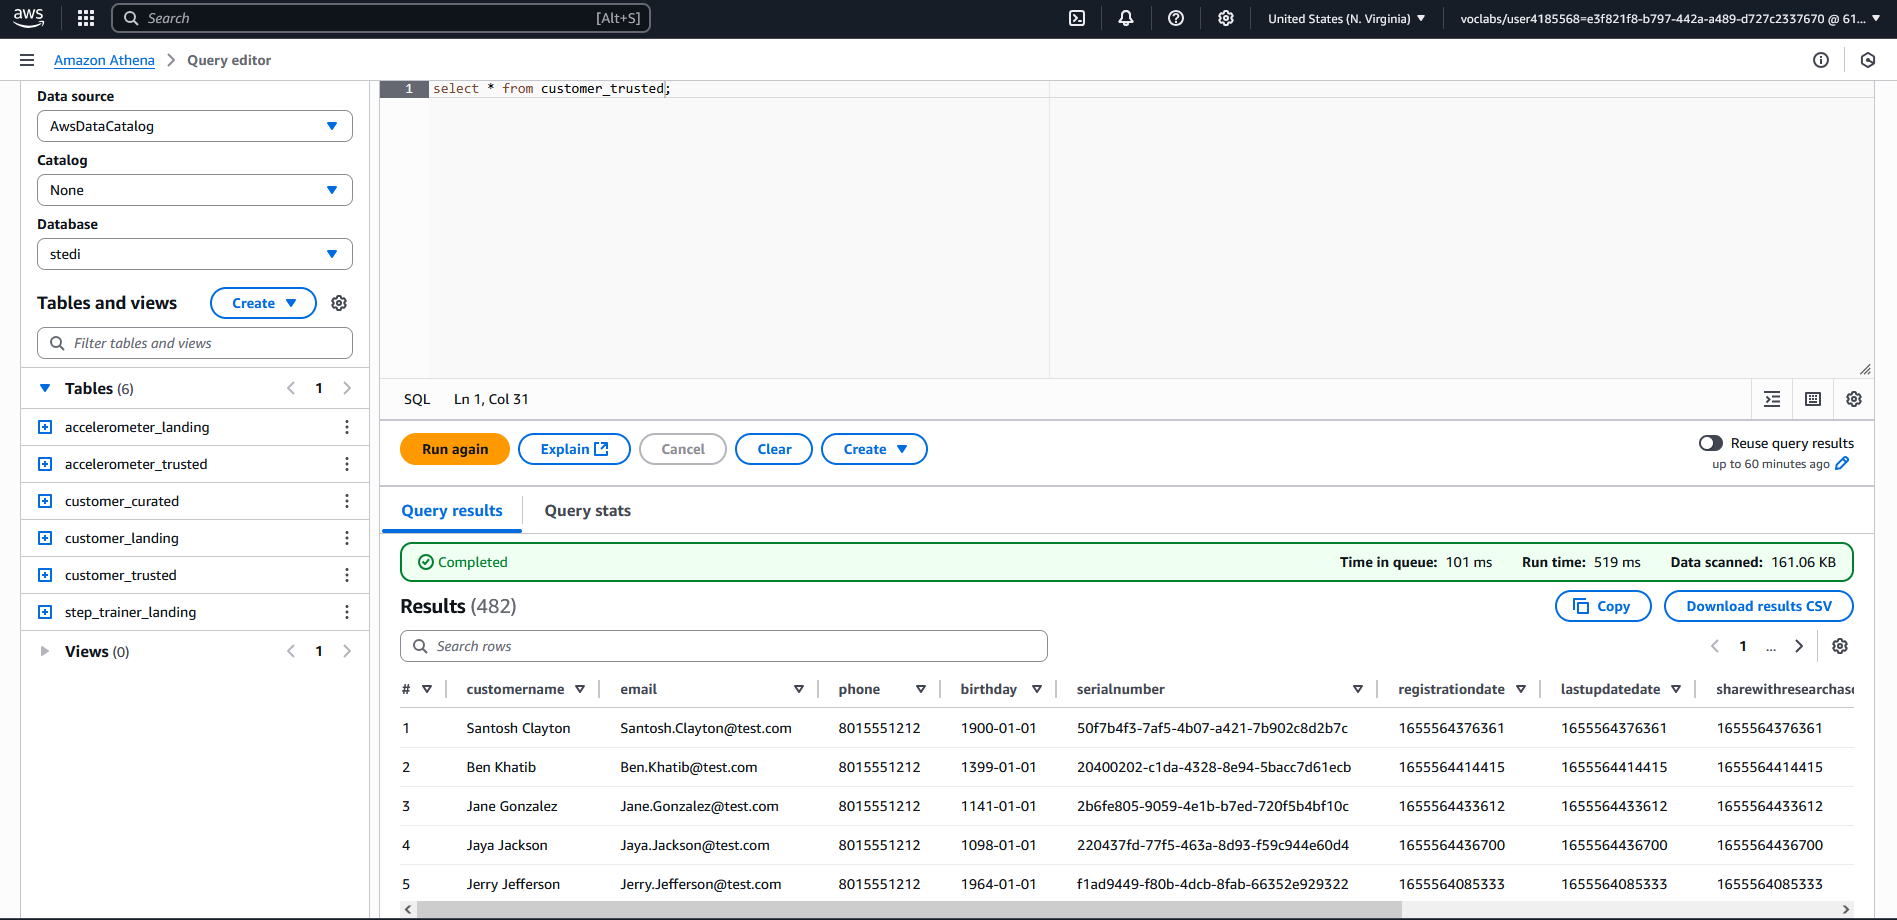 aws
Search [Alt+S]
United States (N. Virginia)
voclabs/user4185568=e3f821f8-b797-442a-a489-d727c2337670 @ 61...
Amazon Athena > Query editor
Data source
AwsDataCatalog
Catalog
None
Database
stedi
Tables and views Create
Filter tables and views
Tables (6) < 1 >
accelerometer_landing
accelerometer_trusted
customer_curated
customer_landing
customer_trusted
step_trainer_landing
Views (0) < 1 >
1 select * from customer_trusted;
SQL Ln 1, Col 31
Run again Explain Cancel Clear Create
Reuse query results
up to 60 minutes ago
Query results Query stats
Completed Time in queue: 101 ms Run time: 519 ms Data scanned: 161.06 KB
Results (482) Copy Download results CSV
Search rows < 1 ... >
# customername email phone birthday serialnumber registrationdate lastupdatedate sharewithresearchas
1 Santosh Clayton Santosh.Clayton@test.com 8015551212 1900-01-01 50f7b4f3-7af5-4b07-a421-7b902c8d2b7c 1655564376361 1655564376361 1655564376361
2 Ben Khatib Ben.Khatib@test.com 8015551212 1399-01-01 20400202-c1da-4328-8e94-5bacc7d61ecb 1655564414415 1655564414415 1655564414415
3 Jane Gonzalez Jane.Gonzalez@test.com 8015551212 1141-01-01 2b6fe805-9059-4e1b-b7ed-720f5b4bf10c 1655564433612 1655564433612 1655564433612
4 Jaya Jackson Jaya.Jackson@test.com 8015551212 1098-01-01 220437fd-77f5-463a-8d93-f59c944e60d4 1655564436700 1655564436700 1655564436700
5 Jerry Jefferson Jerry.Jefferson@test.com 8015551212 1964-01-01 f1ad9449-f80b-4dcb-8fab-66352e929322 1655564085333 1655564085333 1655564085333